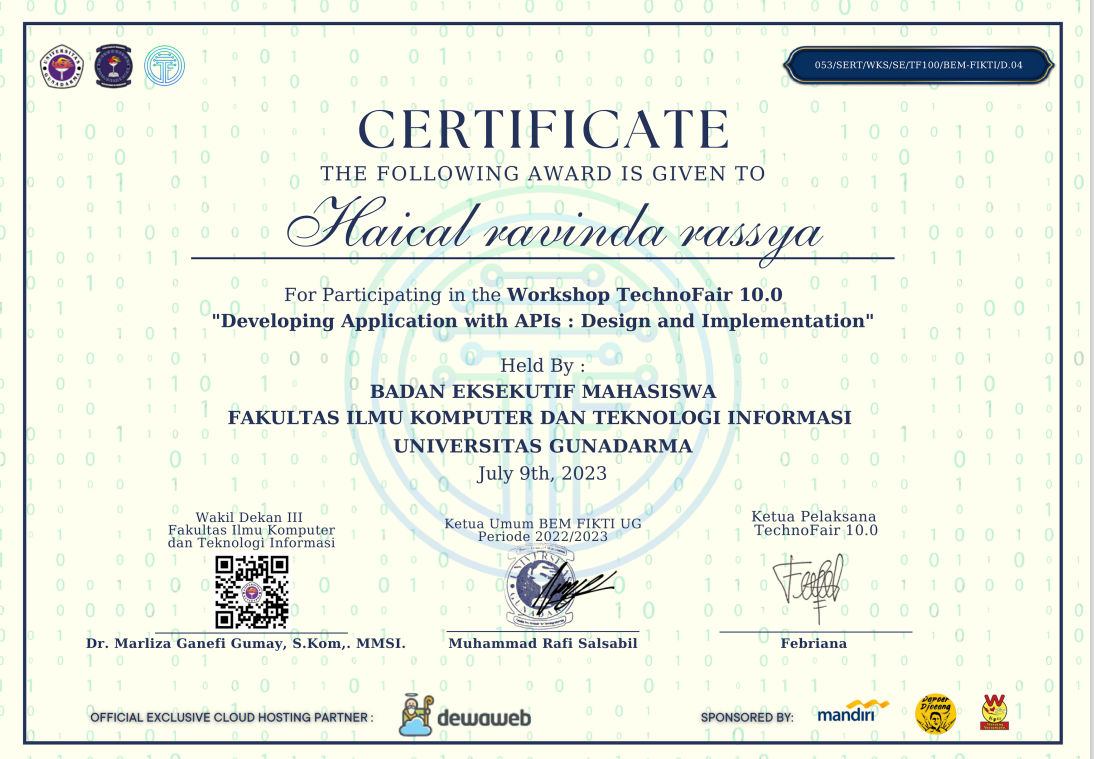 053/SERT/WKS/SE/TF100/BEM-FIKTI/D.04
CERTIFICATE
THE FOLLOWING AWARD IS GIVEN TO
Haical ravinda rassya
For Participating in the Workshop TechnoFair 10.0
"Developing Application with APIs : Design and Implementation"
Held By :
BADAN EKSEKUTIF MAHASISWA
FAKULTAS ILMU KOMPUTER DAN TEKNOLOGI INFORMASI
UNIVERSITAS GUNADARMA
July 9th, 2023
Wakil Dekan III
Fakultas Ilmu Komputer
dan Teknologi Informasi
Dr. Marliza Ganefi Gumay, S.Kom,. MMSI.
Ketua Umum BEM FIKTI UG
Periode 2022/2023
Muhammad Rafi Salsabil
Ketua Pelaksana
TechnoFair 10.0
Febriana
OFFICIAL EXCLUSIVE CLOUD HOSTING PARTNER :
dewaweb
SPONSORED BY:
mandiri
Dapoer
Djoeang